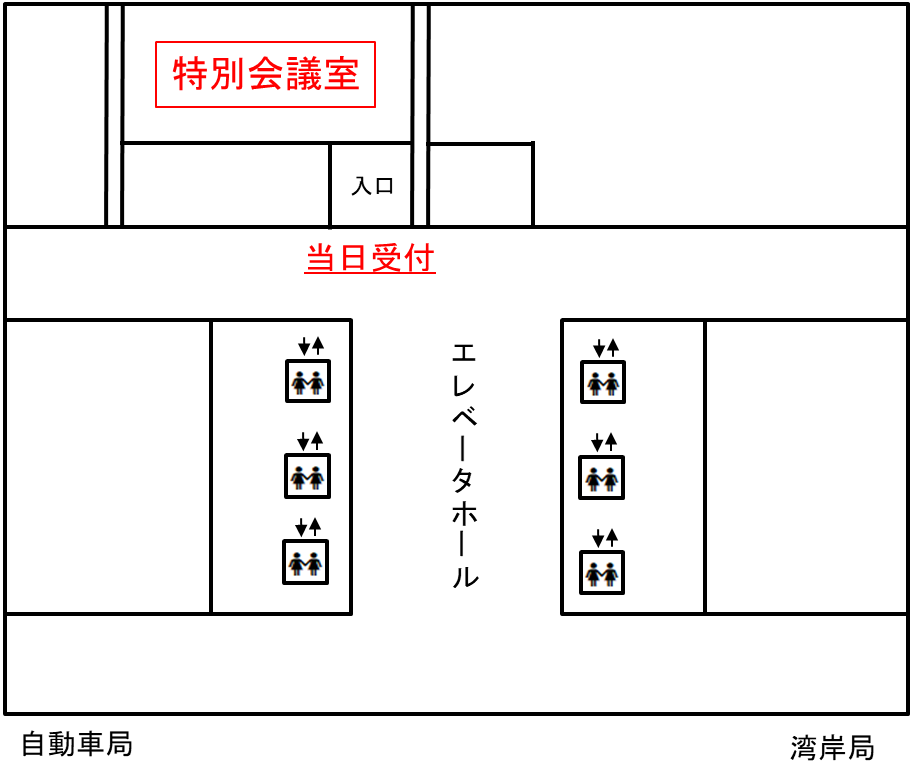 特別会議室
入口
当日受付
エレベータホール
自動車局
湾岸局